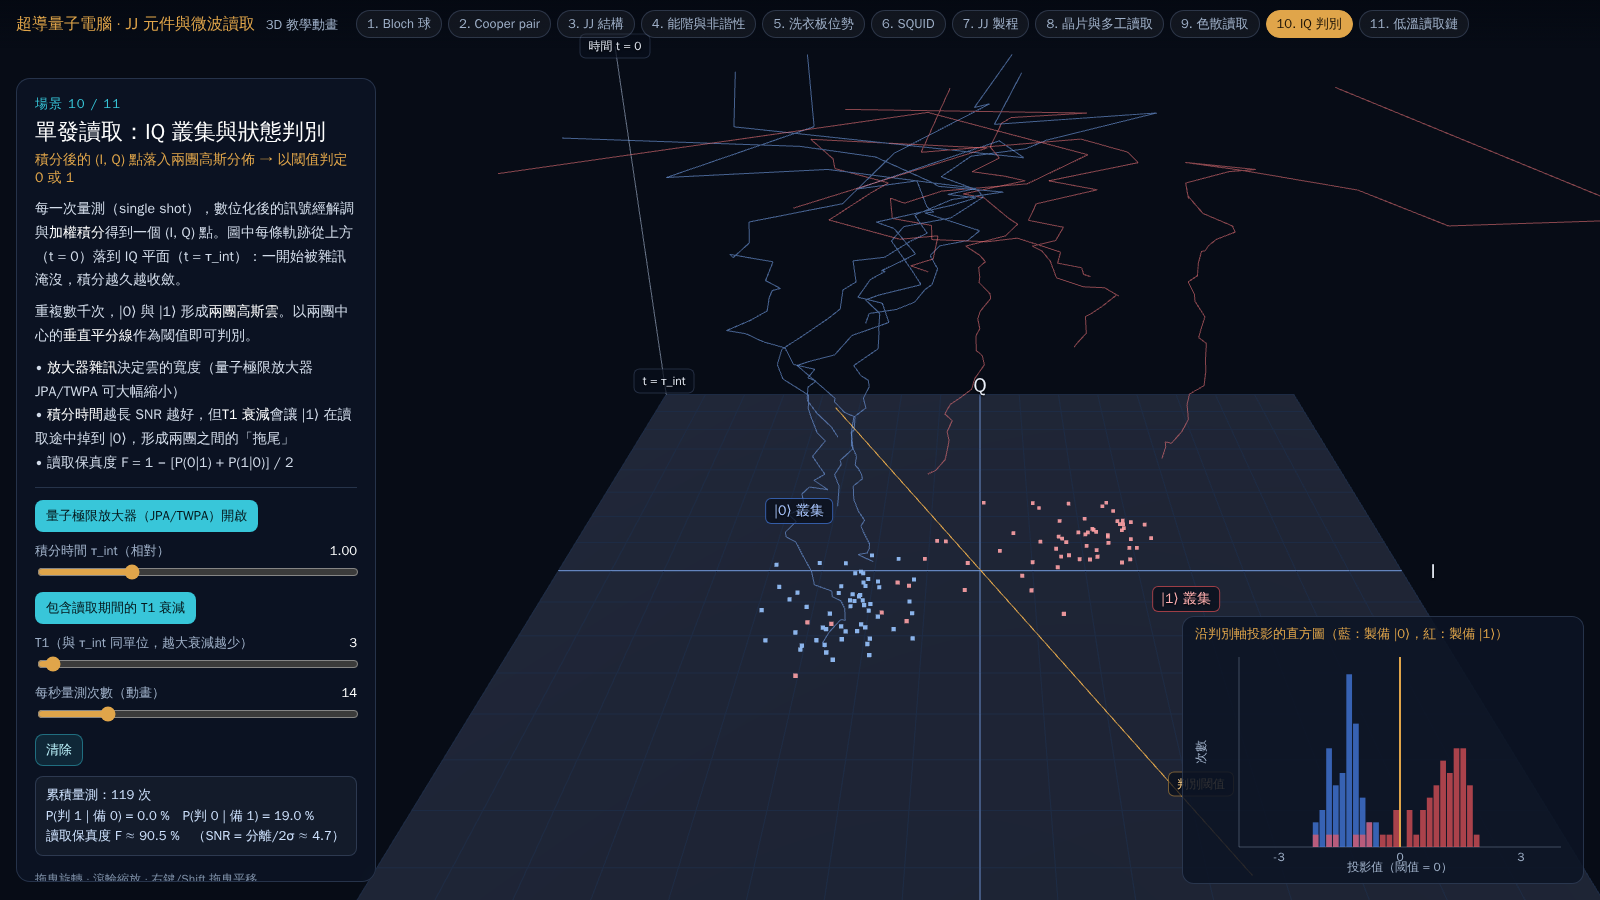 超導量子電腦 · JJ 元件與微波讀取 3D 教學動畫
1. Bloch 球
2. Cooper pair
3. JJ 結構
4. 能階與非諧性
5. 洗衣板位勢
6. SQUID
7. JJ 製程
8. 晶片與多工讀取
9. 色散讀取
10. IQ 判別
11. 低溫讀取鏈
場景 10 / 11
單發讀取：IQ 叢集與狀態判別
積分後的 (I, Q) 點落入兩團高斯分佈 → 以閾值判定
0 或 1
每一次量測（single shot），數位化後的訊號經解調
與加權積分得到一個 (I, Q) 點。圖中每條軌跡從上方
（t = 0）落到 IQ 平面（t = τ_int）：一開始被雜訊
淹沒，積分越久越收斂。
重複數千次，|0⟩ 與 |1⟩ 形成兩團高斯雲。以兩團中
心的垂直平分線作為閾值即可判別。
• 放大器雜訊決定雲的寬度（量子極限放大器
JPA/TWPA 可大幅縮小）
• 積分時間越長 SNR 越好，但T1 衰減會讓 |1⟩ 在讀
取途中掉到 |0⟩，形成兩團之間的「拖尾」
• 讀取保真度 F = 1 − [P(0|1) + P(1|0)] / 2
量子極限放大器（JPA/TWPA）開啟
積分時間 τ_int（相對） 1.00
包含讀取期間的 T1 衰減
T1（與 τ_int 同單位，越大衰減越少） 3
每秒量測次數（動畫） 14
清除
累積量測：119 次
P(判 1 | 備 0) = 0.0 % P(判 0 | 備 1) = 19.0 %
讀取保真度 F ≈ 90.5 % （SNR = 分離/2σ ≈ 4.7）
拖曳旋轉 · 滾輪縮放 · 右鍵/Shift 拖曳平移
時間 t = 0
t = τ_int
Q
|0⟩ 叢集
I
|1⟩ 叢集
判別閾值
沿判別軸投影的直方圖（藍：製備 |0⟩，紅：製備 |1⟩）
次數
-3 0 3
投影值（閾值 = 0）